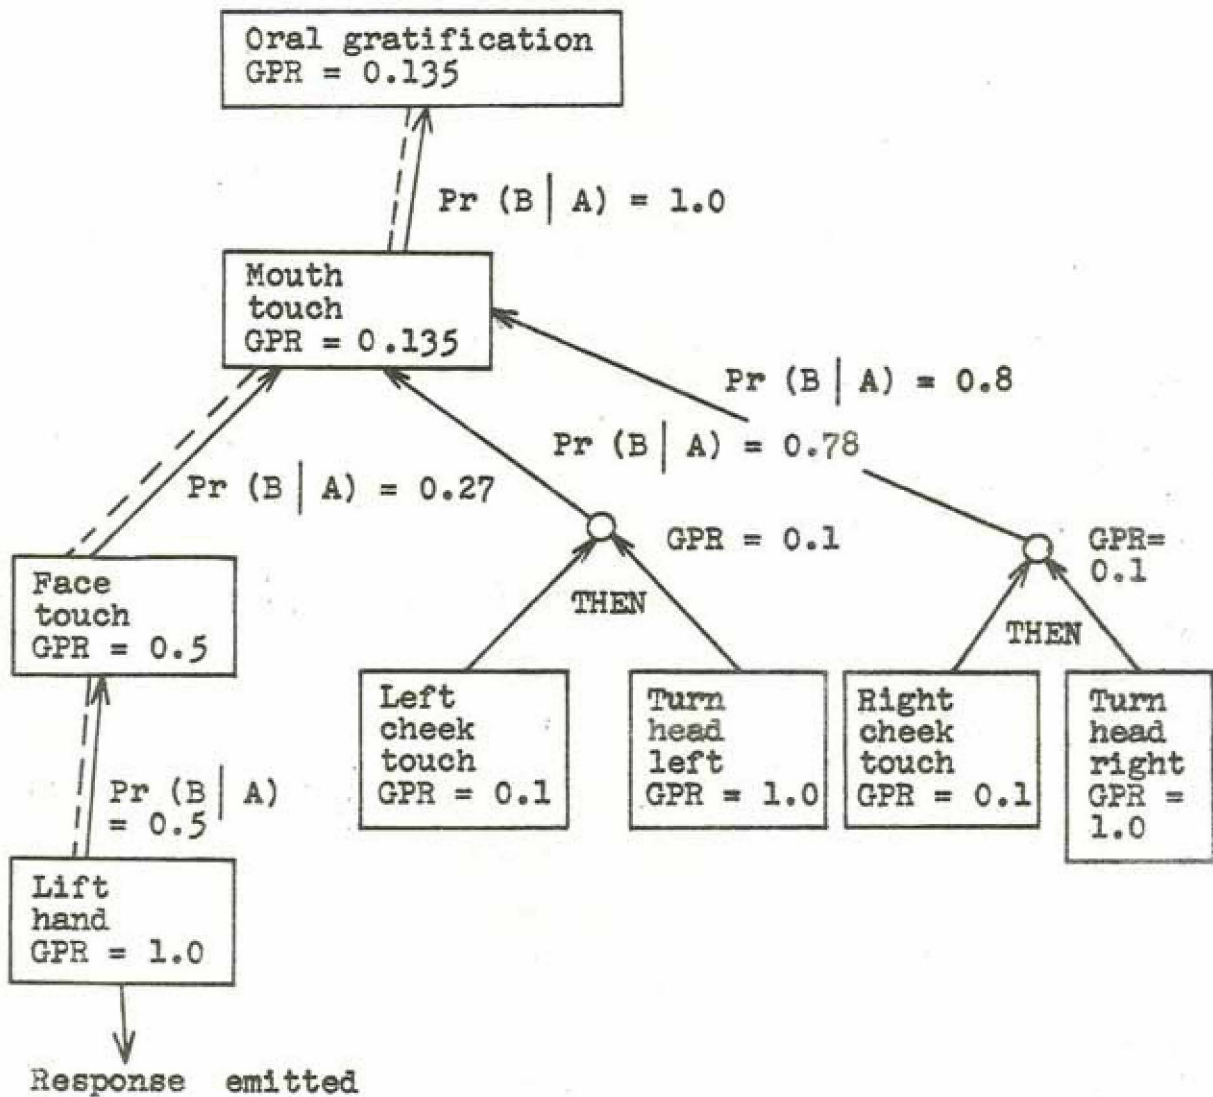 Oral gratification
GPR = 0.135
Pr (B | A) = 1.0
Mouth
touch
GPR = 0.135
Pr (B | A) = 0.8
Pr (B | A) = 0.78
Pr (B | A) = 0.27
GPR = 0.1
GPR=
0.1
Face
touch
GPR = 0.5
THEN
THEN
Left
cheek
touch
GPR = 0.1
Turn
head
left
GPR = 1.0
Right
cheek
touch
GPR = 0.1
Turn
head
right
GPR =
1.0
Pr (B | A)
= 0.5
Lift
hand
GPR = 1.0
Response emitted